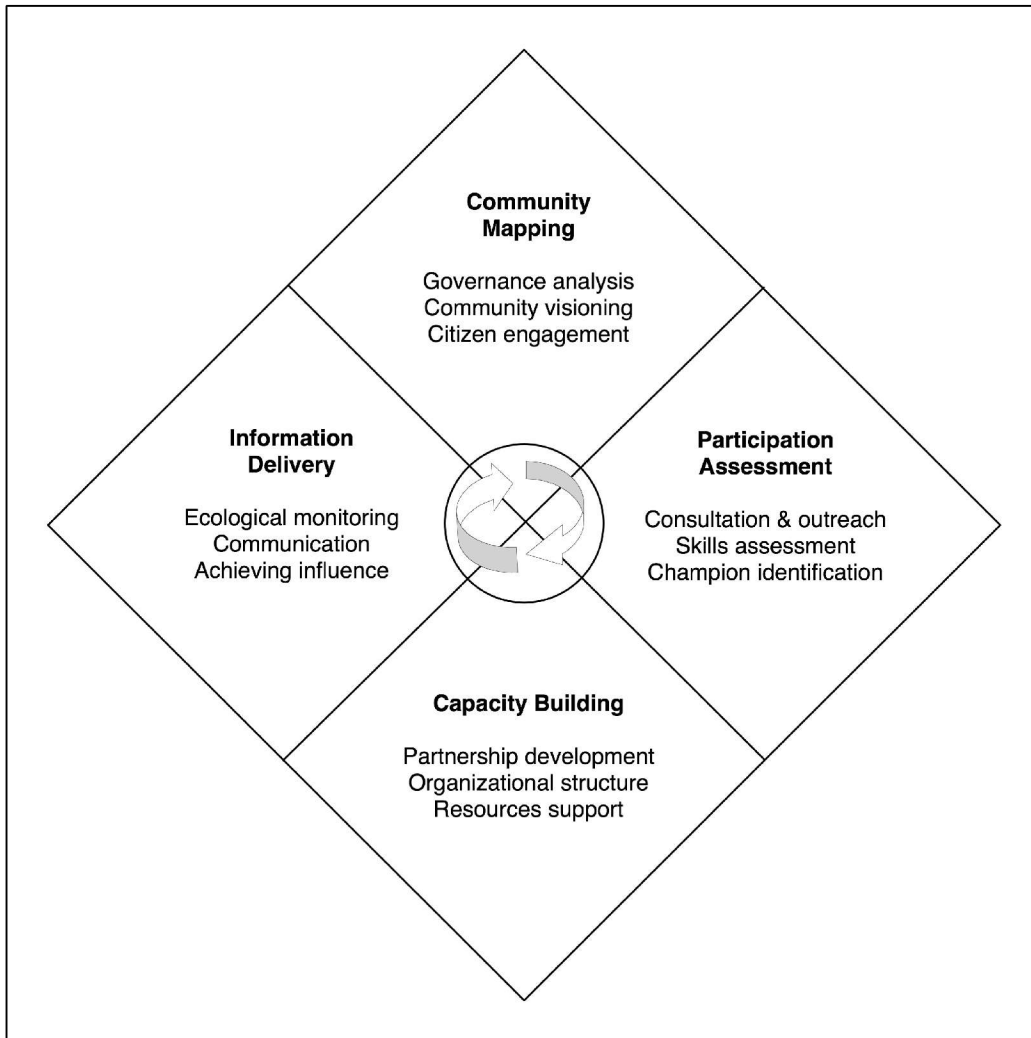 Community
Mapping
Governance analysis
Community visioning
Citizen engagement
Information
Delivery
Ecological monitoring
Communication
Achieving influence
Participation
Assessment
Consultation & outreach
Skills assessment
Champion identification
Capacity Building
Partnership development
Organizational structure
Resources support